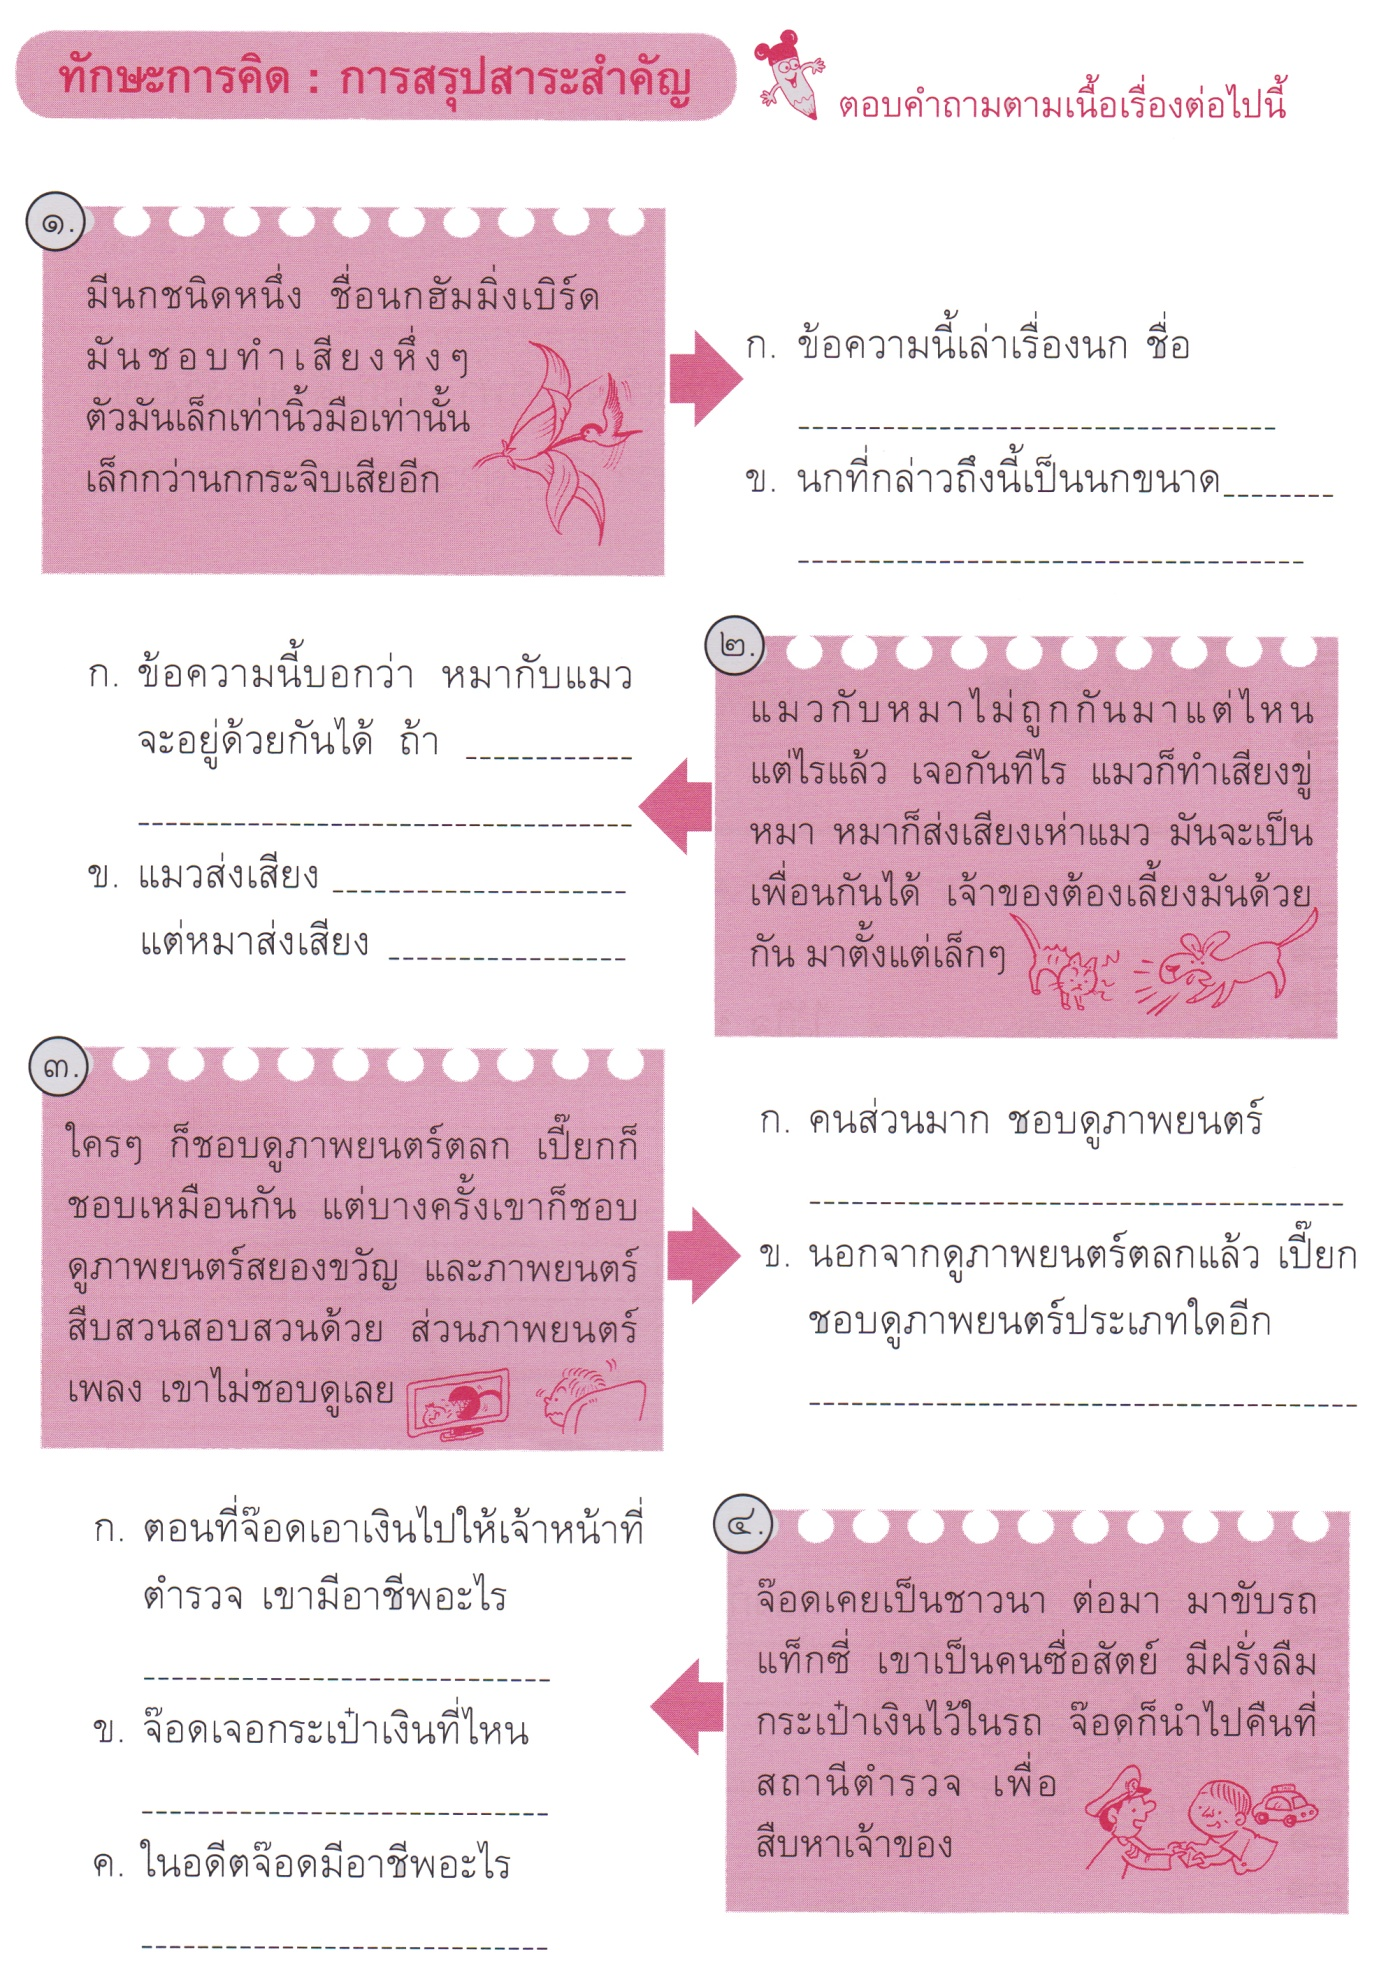 ทักษะการคิด : การสรุปสาระสำคัญ
ตอบคำถามตามเนื้อเรื่องต่อไปนี้
๑.
มีนกชนิดหนึ่ง ชื่อนกฮัมมิ่งเบิร์ด
มันชอบทำเสียงหึ่งๆ
ตัวมันเล็กเท่านิ้วมือเท่านั้น
เล็กกว่านกกระจิบเสียอีก
ก. ข้อความนี้เล่าเรื่องนก ชื่อ
ข. นกที่กล่าวถึงนี้เป็นนกขนาด
๒.
แมวกับหมาไม่ถูกกันมาแต่ไหน
แต่ไรแล้ว เจอกันทีไร แมวก็ทำเสียงขู่
หมา หมาก็ส่งเสียงเห่าแมว มันจะเป็น
เพื่อนกันได้ เจ้าของต้องเลี้ยงมันด้วย
กัน มาตั้งแต่เล็กๆ
ก. ข้อความนี้บอกว่า หมากับแมว
จะอยู่ด้วยกันได้ ถ้า
ข. แมวส่งเสียง
แต่หมาส่งเสียง
๓.
ใครๆ ก็ชอบดูภาพยนตร์ตลก เปี๊ยกก็
ชอบเหมือนกัน แต่บางครั้งเขาก็ชอบ
ดูภาพยนตร์สยองขวัญ และภาพยนตร์
สืบสวนสอบสวนด้วย ส่วนภาพยนตร์
เพลง เขาไม่ชอบดูเลย
ก. คนส่วนมาก ชอบดูภาพยนตร์
ข. นอกจากดูภาพยนตร์ตลกแล้ว เปี๊ยก
ชอบดูภาพยนตร์ประเภทใดอีก
๔.
จ๊อดเคยเป็นชาวนา ต่อมา มาขับรถ
แท็กซี่ เขาเป็นคนซื่อสัตย์ มีฝรั่งลืม
กระเป๋าเงินไว้ในรถ จ๊อดก็นำไปคืนที่
สถานีตำรวจ เพื่อ
สืบหาเจ้าของ
ก. ตอนที่จ๊อดเอาเงินไปให้เจ้าหน้าที่
ตำรวจ เขามีอาชีพอะไร
ข. จ๊อดเจอกระเป๋าเงินที่ไหน
ค. ในอดีตจ๊อดมีอาชีพอะไร